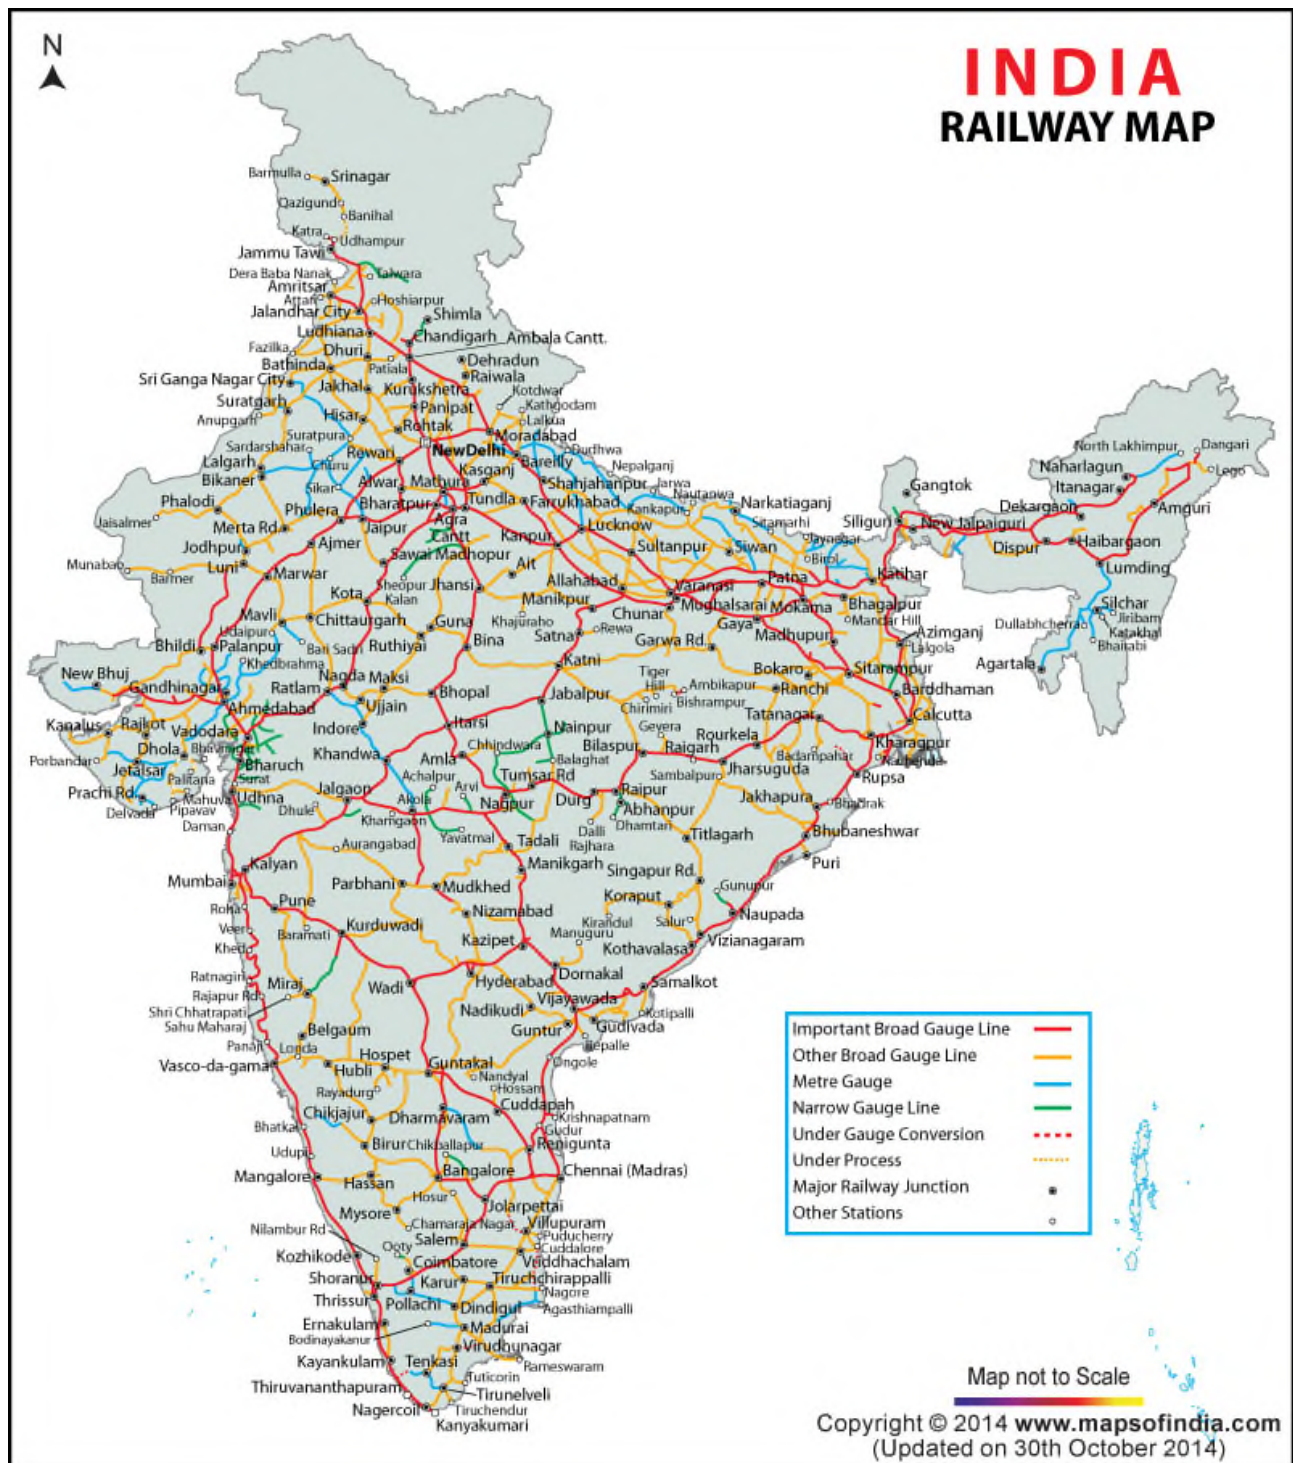 N
INDIA
RAILWAY MAP
Barmulla
Srinagar
Qazigund
Banihal
Katra
Udhampur
Jammu Tawi
Dera Baba Nanak
Talwara
Amritsar
Attari
Hoshiarpur
Jalandhar City
Shimla
Ludhiana
Chandigarh
Ambala Cantt.
Fazilka
Dhuri
Dehradun
Bathinda
Patiala
Raiwala
Sri Ganga Nagar City
Jakhal
Kurukshetra
Kotdwar
Suratgarh
Panipat
Kathgodam
Anupgarh
Hisar
Lalkua
Rohtak
Suratpura
Moradabad
Sardarshahar
Rewari
NewDelhi
Dudhwa
Lalgarh
Churu
Kasganj
Bareilly
Nepalganj
Bikaner
Sikar
Alwar
Mathura
Shahjahanpur
Jarwa
Phalodi
Phulera
Bharatpur
Tundla
Farrukhabad
Nautanwa
Narkatiaganj
Jaisalmer
Merta Rd
Jaipur
Agra
Cantt
Kankapur
Lucknow
Sitamarhi
Jodhpur
Ajmer
Kanpur
Jaynagar
Sawai Madhopur
Sultanpur
Siwan
Birol
Munabao
Luni
Barmer
Marwar
Sheopur
Kalan
Jhansi
Ait
Allahabad
Varanasi
Patna
Katihar
Kota
Manikpur
Mughalsarai
Mokama
Bhagalpur
Mavli
Chittaurgarh
Guna
Khajuraho
Chunar
Gaya
Mandar Hill
Udaipur
Bari Sadri
Ruthiyai
Bina
Satna
Rewa
Garwa Rd.
Madhupur
Azimganj
Lalgola
Bhildi
Palanpur
Khedbrahma
Katni
Bokaro
Sitarampur
New Bhuj
Gandhinagar
Ratlam
Nagda
Maksi
Bhopal
Jabalpur
Tiger
Hill
Ambikapur
Ranchi
Barddhaman
Ahmedabad
Ujjain
Chirimiri
Bishrampur
Kanalus
Rajkot
Vadodara
Indore
Itarsi
Nainpur
Gevera
Tatanagar
Calcutta
Dhola
Bhavnagar
Khandwa
Amla
Chhindwara
Bilaspur
Raigarh
Rourkela
Kharagpur
Porbandar
Jetalsar
Palitana
Bharuch
Balaghat
Badampahar
Achalpur
Arvi
Tumsar Rd
Sambalpur
Jharsuguda
Rupsa
Prachi Rd.
Mahuva
Surat
Udhna
Jalgaon
Akola
Nagpur
Durg
Raipur
Jakhapura
Bhadrak
Delvada
Pipavav
Dhule
Khamgaon
Abhanpur
Daman
Yavatmal
Dalli
Rajhara
Dhamtari
Bhubaneshwar
Aurangabad
Tadali
Titlagarh
Kalyan
Manikgarh
Puri
Mumbai
Parbhani
Mudkhed
Singapur Rd.
Gunupur
Roha
Pune
Nizamabad
Koraput
Naupada
Veer
Baramati
Kurduwadi
Kirandul
Salur
Khed
Kazipet
Manuguru
Kothavalasa
Vizianagaram
Ratnagiri
Dornakal
Miraj
Wadi
Hyderabad
Samalkot
Rajapur Rd
Shri Chhatrapati
Sahu Maharaj
Nadikudi
Vijayawada
Kotipalli
Belgaum
Guntur
Gudivada
Panaji
Londa
Repalle
Vasco-da-gama
Hospet
Guntakal
Ongole
Hubli
Nandyal
Rayadurg
Hossam
Chikjajur
Dharmavaram
Cuddapah
Krishnapatnam
Bhatkal
Gudur
Birur
Chikballapur
Renigunta
Udupi
Mangalore
Hassan
Bangalore
Chennai (Madras)
Hosur
Jolarpettai
Mysore
Nilambur Rd
Chamaraja Nagar
Villupuram
Salem
Puducherry
Ooty
Cuddalore
Kozhikode
Coimbatore
Vriddhachalam
Shoranur
Karur
Tiruchchirappalli
Thrissur
Pollachi
Nagore
Dindigul
Agasthiampalli
Ernakulam
Bodinayakanur
Madurai
Virudhunagar
Kayankulam
Tenkasi
Rameswaram
Thiruvananthapuram
Tuticorin
Tirunelveli
Nagercoil
Tiruchendur
Kanyakumari
Gangtok
Siliguri
New Jalpaiguri
North Lakhimpur
Dangari
Naharlagun
Lego
Itanagar
Dekargaon
Amguri
Dispur
Haibargaon
Lumding
Silchar
Dullabhcherra
Jiribam
Katakhal
Bhairabi
Agartala
Important Broad Gauge Line
Other Broad Gauge Line
Metre Gauge
Narrow Gauge Line
Under Gauge Conversion
Under Process
Major Railway Junction
Other Stations
Map not to Scale
Copyright © 2014 www.mapsofindia.com
(Updated on 30th October 2014)